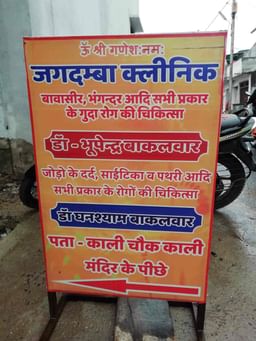 ॐ श्री गणेशः नमः
जगदम्बा क्लीनिक
बावासीर, भंगन्दर आदि सभी प्रकार
के गुदा रोग की चिकित्सा
डॉ - भूपेन्द्र बाकलवार
जोड़ो के दर्द, साईटिका व पथरी आदि
सभी प्रकार के रोगों की चिकित्सा
डॉ घनश्याम बाकलवार
पता - काली चौक काली
मंदिर के पीछे